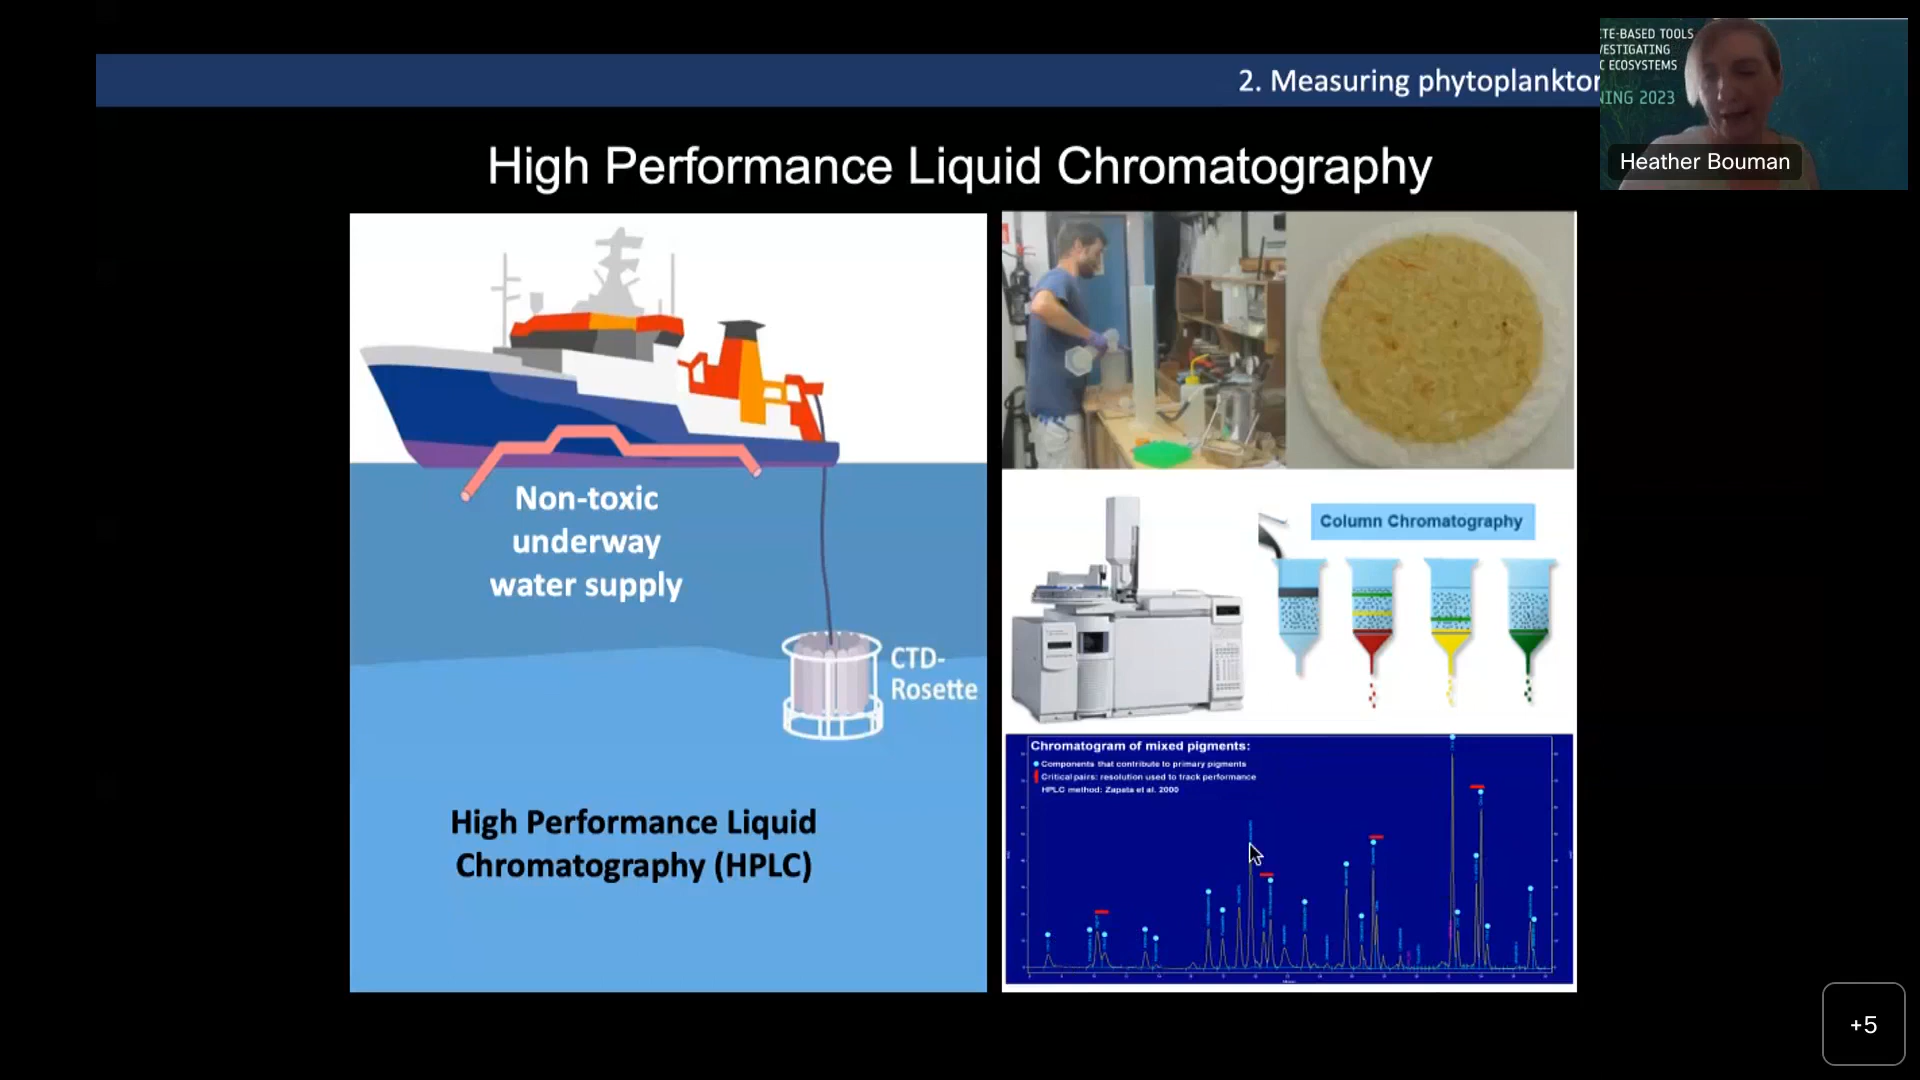 2. Measuring phytoplankton
TE-BASED TOOLS
VESTIGATING
C ECOSYSTEMS
NING 2023
Heather Bouman
High Performance Liquid Chromatography
Non-toxic
underway
water supply
CTD-
Rosette
High Performance Liquid
Chromatography (HPLC)
Column Chromatography
Chromatogram of mixed pigments:
Components that contribute to primary pigments
Critical pairs: resolution used to track performance
HPLC method: Zapata et al. 2000
+5